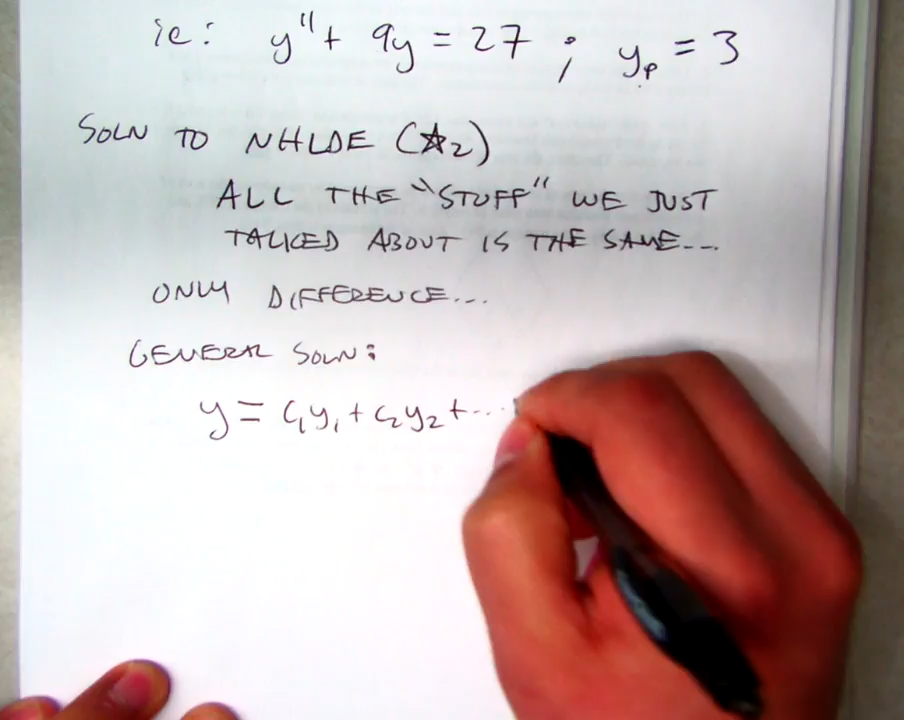 ie: y'' + 9y = 27 ; yₚ = 3
SOLN TO NHLDE (☆₂)
ALL THE "STUFF" WE JUST
TALKED ABOUT IS THE SAME...
ONLY DIFFERENCE...
GENERAL SOLN:
y = c₁y₁ + c₂y₂ + ...